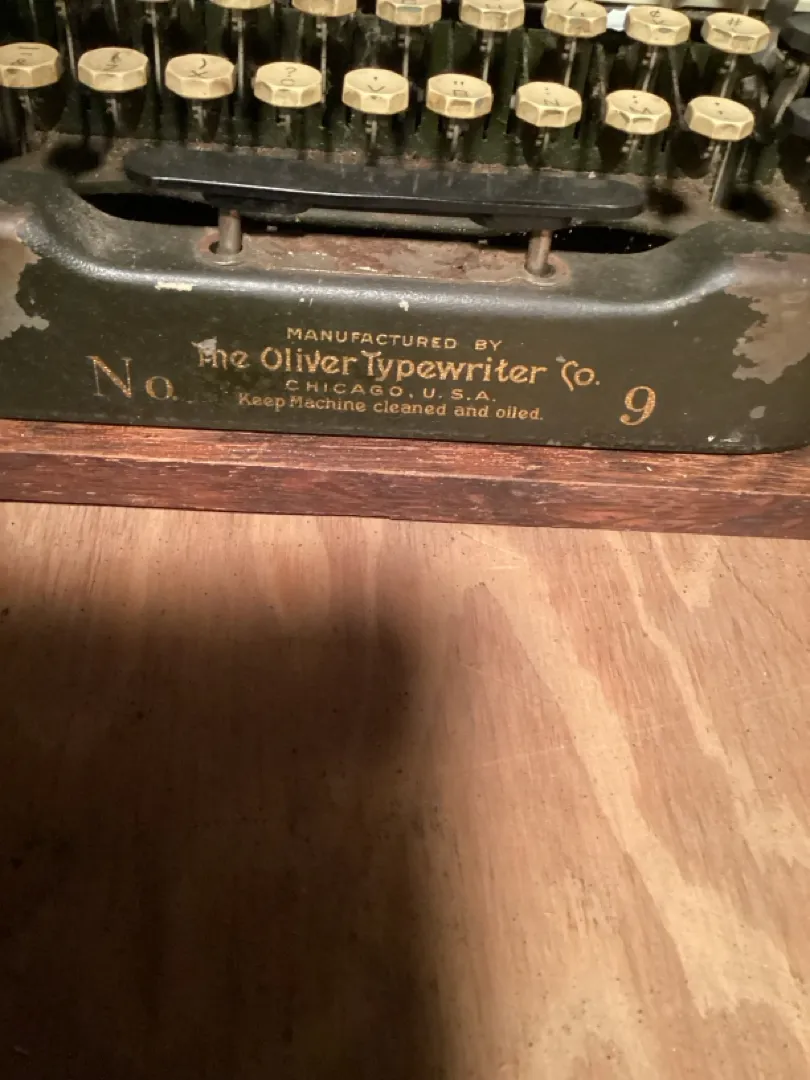 MANUFACTURED BY
The Oliver Typewriter Co.
No. 9
CHICAGO, U.S.A.
Keep Machine cleaned and oiled.